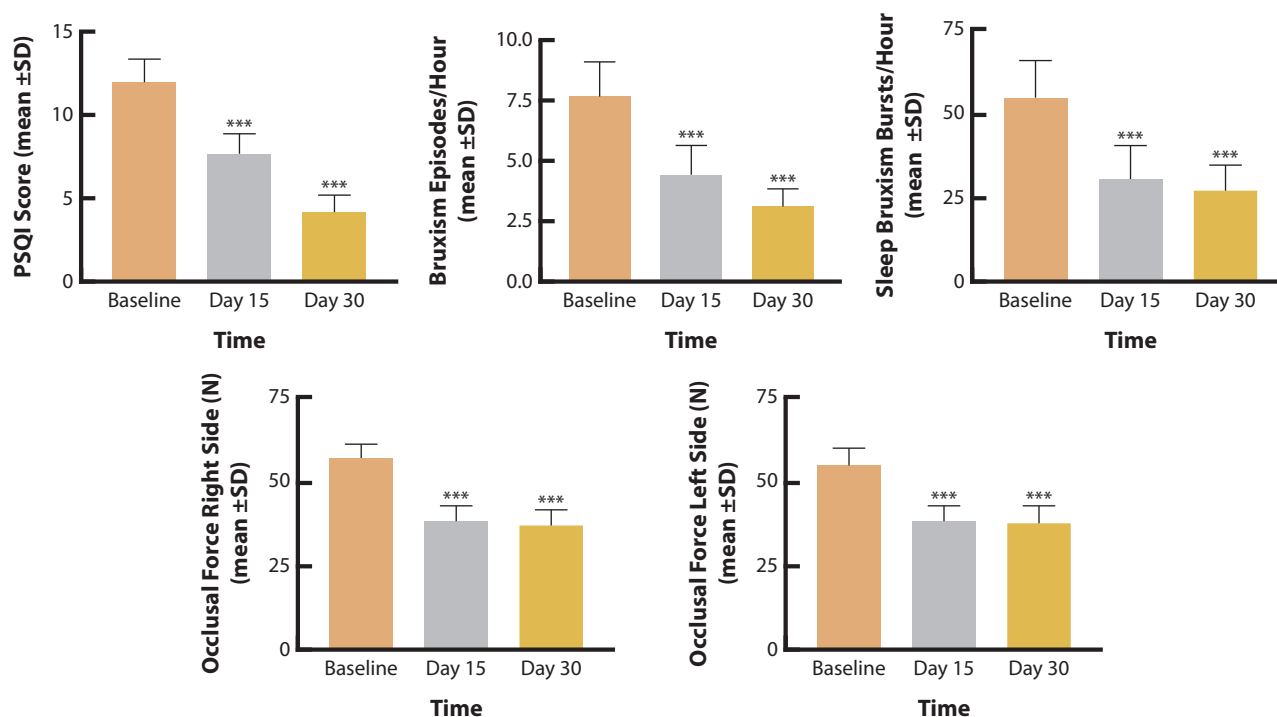 PSQI Score (mean ±SD)
15
10
5
0
***
***
Baseline Day 15 Day 30
Time
Bruxism Episodes/Hour
(mean ±SD)
10.0
7.5
5.0
2.5
0.0
***
***
Baseline Day 15 Day 30
Time
Sleep Bruxism Bursts/Hour
(mean ±SD)
75
50
25
0
***
***
Baseline Day 15 Day 30
Time
Occlusal Force Right Side (N)
(mean ±SD)
75
50
25
0
***
***
Baseline Day 15 Day 30
Time
Occlusal Force Left Side (N)
(mean ±SD)
75
50
25
0
***
***
Baseline Day 15 Day 30
Time